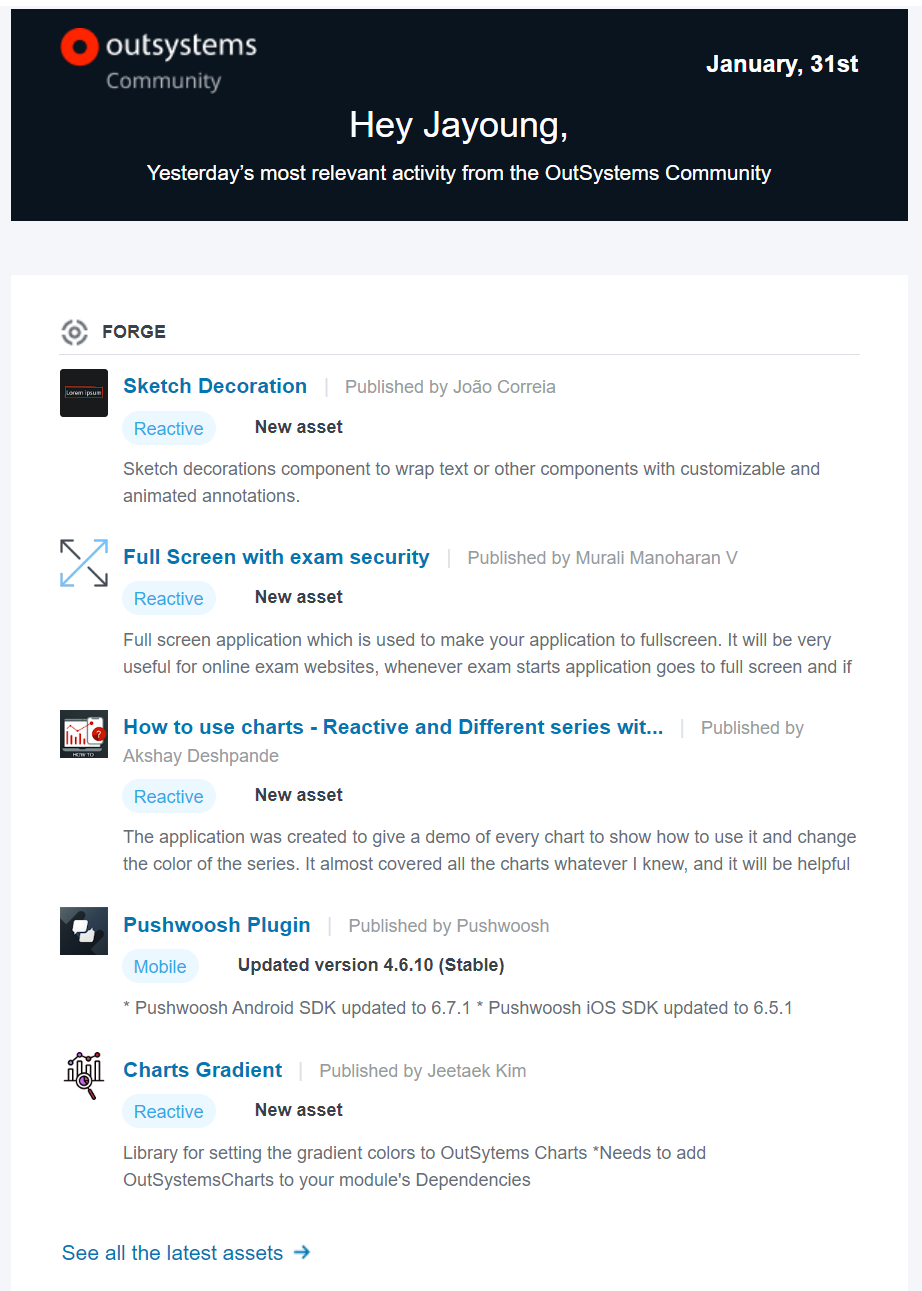 outsystems
Community
January, 31st
Hey Jayoung,
Yesterday’s most relevant activity from the OutSystems Community
FORGE
Lorem ipsum
Sketch Decoration | Published by João Correia
Reactive New asset
Sketch decorations component to wrap text or other components with customizable and
animated annotations.
Full Screen with exam security | Published by Murali Manoharan V
Reactive New asset
Full screen application which is used to make your application to fullscreen. It will be very
useful for online exam websites, whenever exam starts application goes to full screen and if
HOW TO
How to use charts - Reactive and Different series wit... | Published by
Akshay Deshpande
Reactive New asset
The application was created to give a demo of every chart to show how to use it and change
the color of the series. It almost covered all the charts whatever I knew, and it will be helpful
Pushwoosh Plugin | Published by Pushwoosh
Mobile Updated version 4.6.10 (Stable)
* Pushwoosh Android SDK updated to 6.7.1 * Pushwoosh iOS SDK updated to 6.5.1
Charts Gradient | Published by Jeetaek Kim
Reactive New asset
Library for setting the gradient colors to OutSytems Charts *Needs to add
OutSystemsCharts to your module's Dependencies
See all the latest assets →